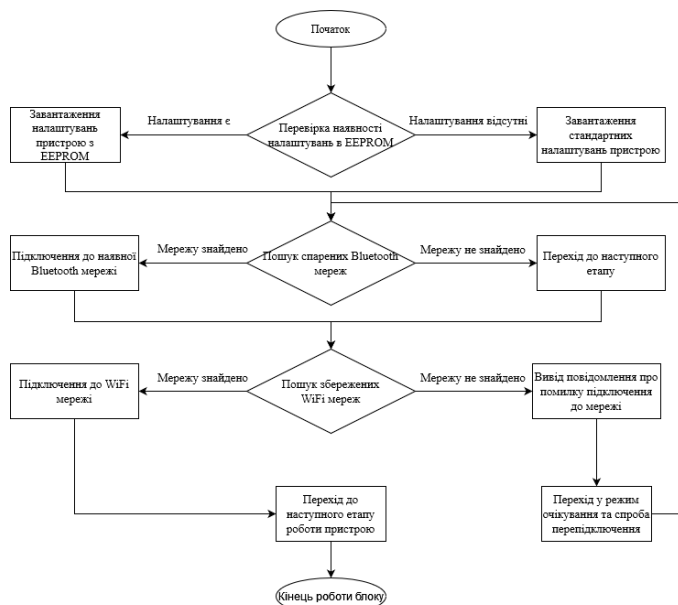 Початок
Завантаження
налаштувань
пристрою з
EEPROM
Налаштування є
Перевірка наявності
налаштувань в EEPROM
Налаштування відсутні
Завантаження
стандартних
налаштувань пристрою
Підключення до наявної
Bluetooth мережі
Мережу знайдено
Пошук спарених Bluetooth
мереж
Мережу не знайдено
Перехід до наступного
етапу
Підключення до WiFi
мережі
Мережу знайдено
Пошук збережених
WiFi мереж
Мережу не знайдено
Вивід повідомлення про
помилку підключення
до мережі
Перехід до
наступного етапу
роботи пристрою
Перехід у режим
очікування та спроба
перепідключення
Кінець роботи блоку.